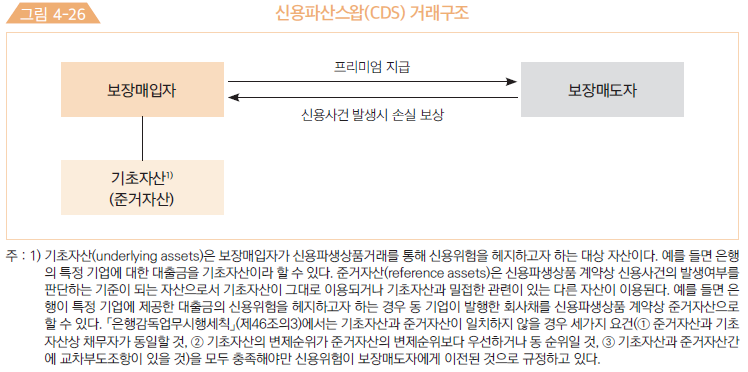 그림 4-26
신용파산스왑(CDS) 거래구조
보장매입자
프리미엄 지급
보장매도자
신용사건 발생시 손실 보상
기초자산1)
(준거자산)
주 : 1) 기초자산(underlying assets)은 보장매입자가 신용파생상품거래를 통해 신용위험을 헤지하고자 하는 대상 자산이다. 예를 들면 은행
의 특정 기업에 대한 대출금을 기초자산이라 할 수 있다. 준거자산(reference assets)은 신용파생상품 계약상 신용사건의 발생여부를
판단하는 기준이 되는 자산으로서 기초자산이 그대로 이용되거나 기초자산과 밀접한 관련이 있는 다른 자산이 이용된다. 예를 들면 은
행이 특정 기업에 제공한 대출금의 신용위험을 헤지하고자 하는 경우 동 기업이 발행한 회사채를 신용파생상품 계약상 준거자산으로
할 수 있다. 「은행감독업무시행세칙」(제46조의3)에서는 기초자산과 준거자산이 일치하지 않을 경우 세가지 요건(① 준거자산과 기초
자산상 채무자가 동일할 것, ② 기초자산의 변제순위가 준거자산의 변제순위보다 우선하거나 동 순위일 것, ③ 기초자산과 준거자산간
에 교차부도조항이 있을 것)을 모두 충족해야만 신용위험이 보장매도자에게 이전된 것으로 규정하고 있다.